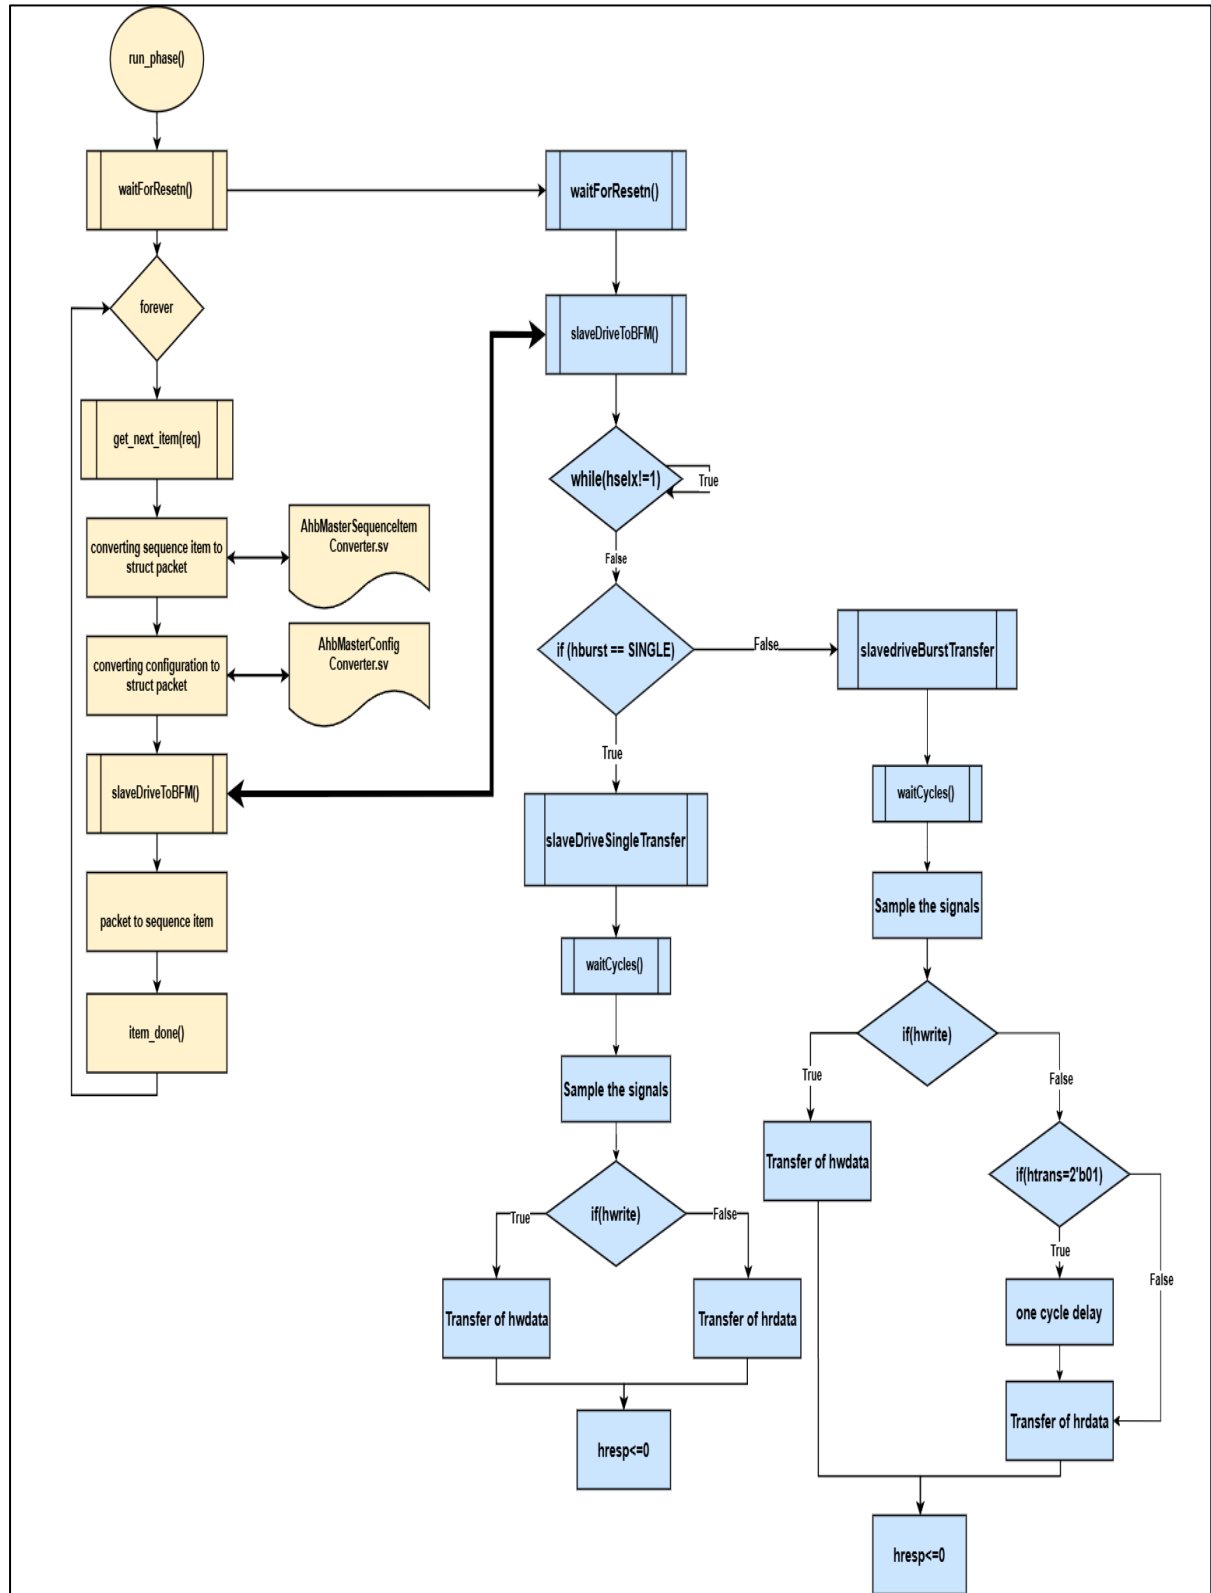 run_phase()
waitForResetn()
forever
get_next_item(req)
converting sequence item to
struct packet
AhbMasterSequenceItem
Converter.sv
converting configuration to
struct packet
AhbMasterConfig
Converter.sv
slaveDriveToBFM()
packet to sequence item
item_done()
waitForResetn()
slaveDriveToBFM()
while(hselx!=1)
True
False
if (hburst == SINGLE)
False
True
slaveDriveSingleTransfer
waitCycles()
Sample the signals
if(hwrite)
True
False
Transfer of hwdata
Transfer of hrdata
hresp<=0
slavedriveBurstTransfer
waitCycles()
Sample the signals
if(hwrite)
True
False
Transfer of hwdata
if(htrans=2'b01)
True
False
one cycle delay
Transfer of hrdata
hresp<=0